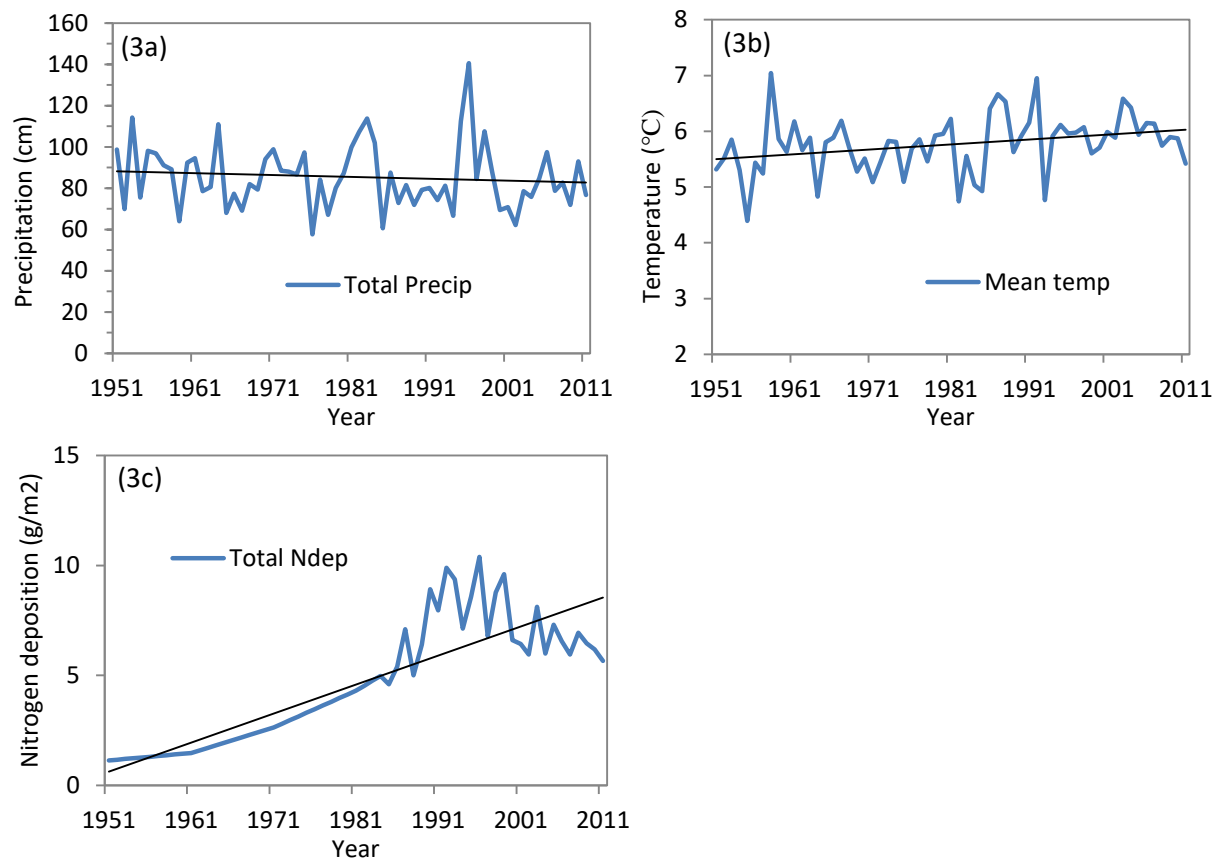 (3a)
Precipitation (cm)
160
140
120
100
80
60
40
20
0
Total Precip
1951 1961 1971 1981 1991 2001 2011
Year
(3b)
Temperature (°C)
8
7
6
5
4
3
2
Mean temp
1951 1961 1971 1981 1991 2001 2011
Year
(3c)
Nitrogen deposition (g/m2)
15
10
5
0
Total Ndep
1951 1961 1971 1981 1991 2001 2011
Year